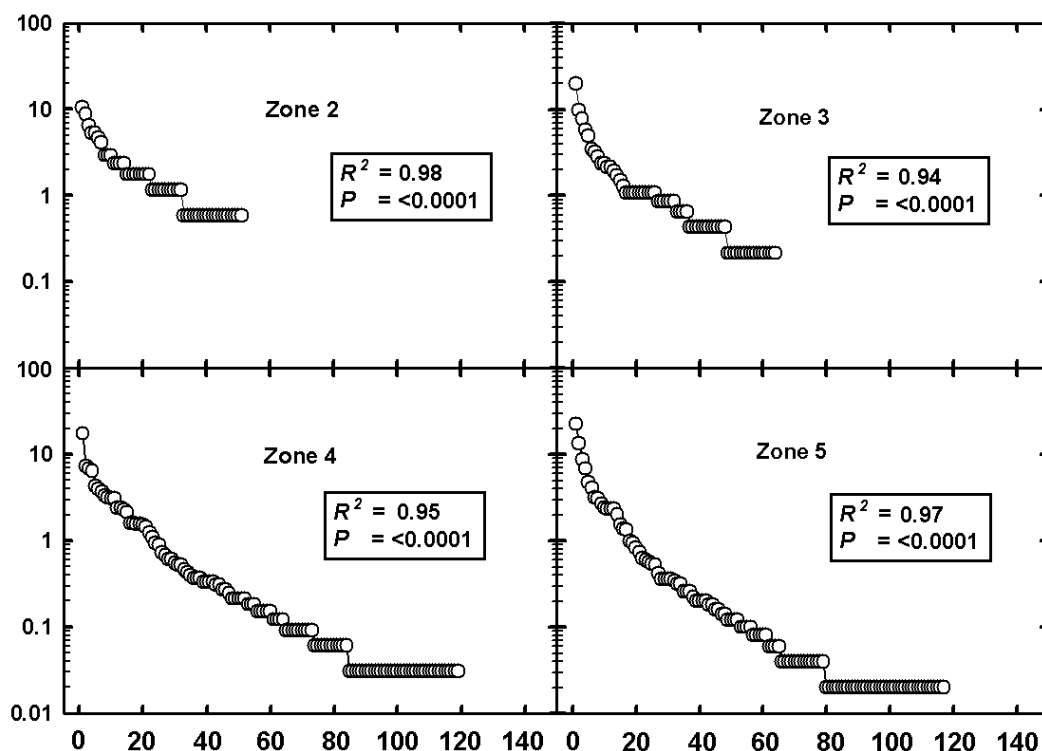 100
10
1
0.1
Zone 2
R² = 0.98
P = <0.0001
Zone 3
R² = 0.94
P = <0.0001
100
10
1
0.1
0.01
Zone 4
R² = 0.95
P = <0.0001
Zone 5
R² = 0.97
P = <0.0001
0 20 40 60 80 100 120 140 0 20 40 60 80 100 120 140